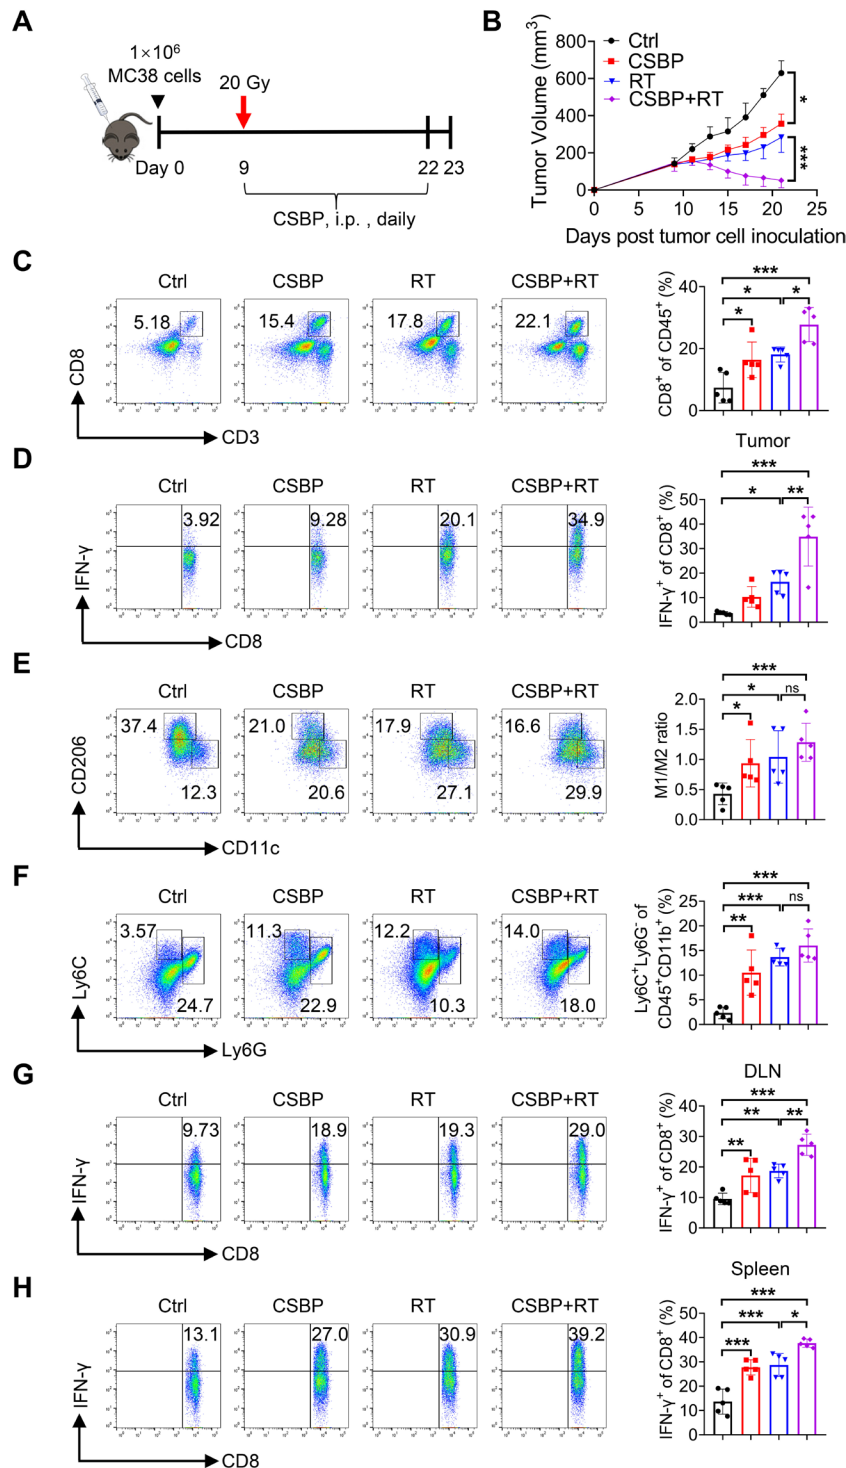 A
1×10⁶
MC38 cells
20 Gy
Day 0
9
22 23
CSBP, i.p. , daily
B
Tumor Volume (mm³)
800
600
400
200
0
0 5 10 15 20 25
Days post tumor cell inoculation
Ctrl
CSBP
RT
CSBP+RT
*
***
C
Ctrl CSBP RT CSBP+RT
5.18 15.4 17.8 22.1
CD8
CD3
CD8⁺ of CD45⁺ (%)
40
20
0
***
* *
*
D
Ctrl CSBP RT CSBP+RT
3.92 9.28 20.1 34.9
IFN-γ
CD8
Tumor
IFN-γ⁺ of CD8⁺ (%)
50
40
30
20
10
0
***
* **
E
Ctrl CSBP RT CSBP+RT
37.4 21.0 17.9 16.6
12.3 20.6 27.1 29.9
CD206
CD11c
M1/M2 ratio
2.0
1.5
1.0
0.5
0.0
***
* ns
*
F
Ctrl CSBP RT CSBP+RT
3.57 11.3 12.2 14.0
24.7 22.9 10.3 18.0
Ly6C
Ly6G
Ly6C⁺Ly6G⁻ of
CD45⁺CD11b⁺ (%)
25
20
15
10
5
0
***
*** ns
**
G
Ctrl CSBP RT CSBP+RT
9.73 18.9 19.3 29.0
IFN-γ
CD8
DLN
IFN-γ⁺ of CD8⁺ (%)
40
30
20
10
0
***
** **
**
H
Ctrl CSBP RT CSBP+RT
13.1 27.0 30.9 39.2
IFN-γ
CD8
Spleen
IFN-γ⁺ of CD8⁺ (%)
50
40
30
20
10
0
***
*** *
***